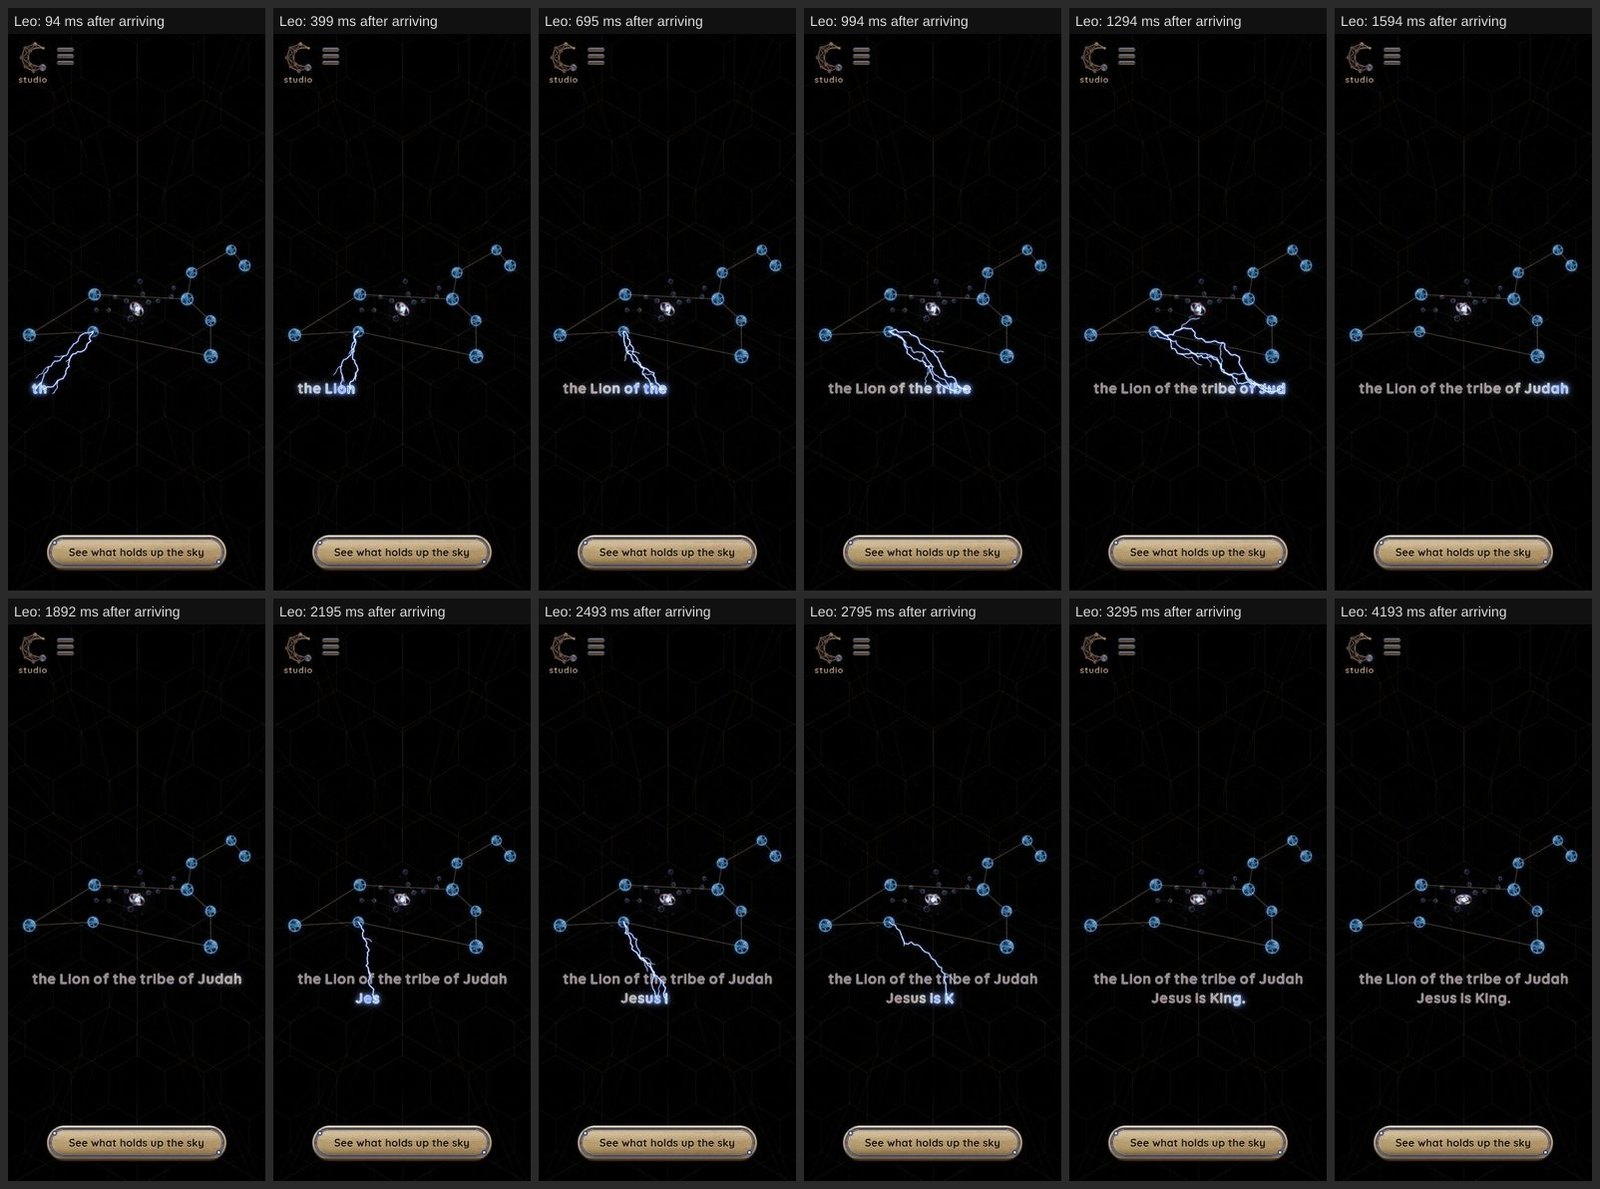 Leo: 94 ms after arriving
studio
th
See what holds up the sky
Leo: 399 ms after arriving
studio
the Lion
See what holds up the sky
Leo: 695 ms after arriving
studio
the Lion of the
See what holds up the sky
Leo: 994 ms after arriving
studio
the Lion of the tribe
See what holds up the sky
Leo: 1294 ms after arriving
studio
the Lion of the tribe of Jud
See what holds up the sky
Leo: 1594 ms after arriving
studio
the Lion of the tribe of Judah
See what holds up the sky
Leo: 1892 ms after arriving
studio
the Lion of the tribe of Judah
See what holds up the sky
Leo: 2195 ms after arriving
studio
the Lion of the tribe of Judah
Jes
See what holds up the sky
Leo: 2493 ms after arriving
studio
the Lion of the tribe of Judah
Jesus i
See what holds up the sky
Leo: 2795 ms after arriving
studio
the Lion of the tribe of Judah
Jesus is K
See what holds up the sky
Leo: 3295 ms after arriving
studio
the Lion of the tribe of Judah
Jesus is King.
See what holds up the sky
Leo: 4193 ms after arriving
studio
the Lion of the tribe of Judah
Jesus is King.
See what holds up the sky